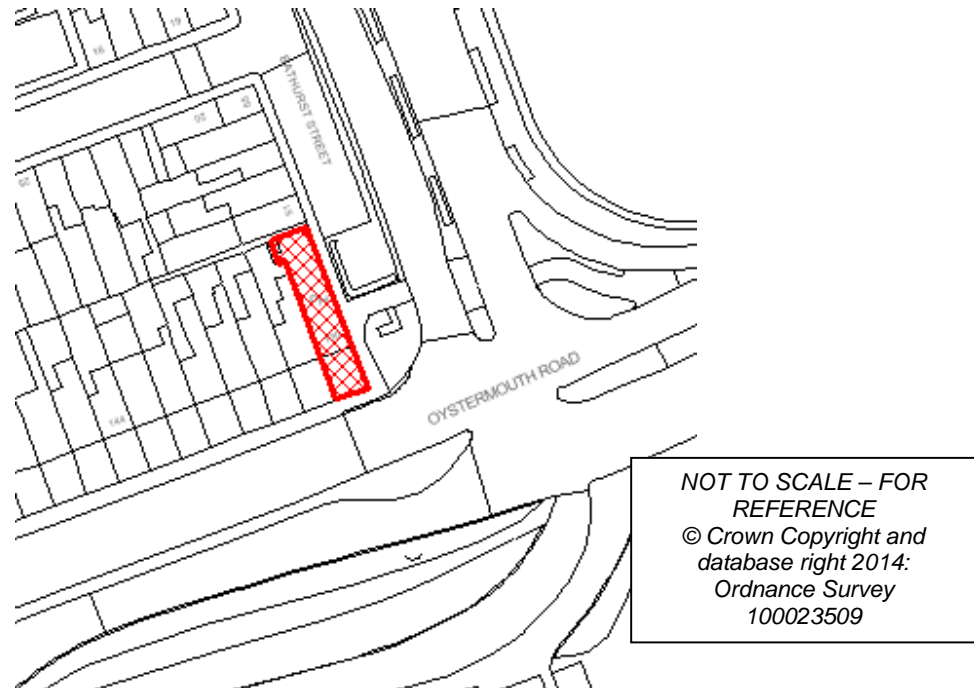 BATHURST STREET
OYSTERMOUTH ROAD
144
NOT TO SCALE – FOR
REFERENCE
© Crown Copyright and
database right 2014:
Ordnance Survey
100023509